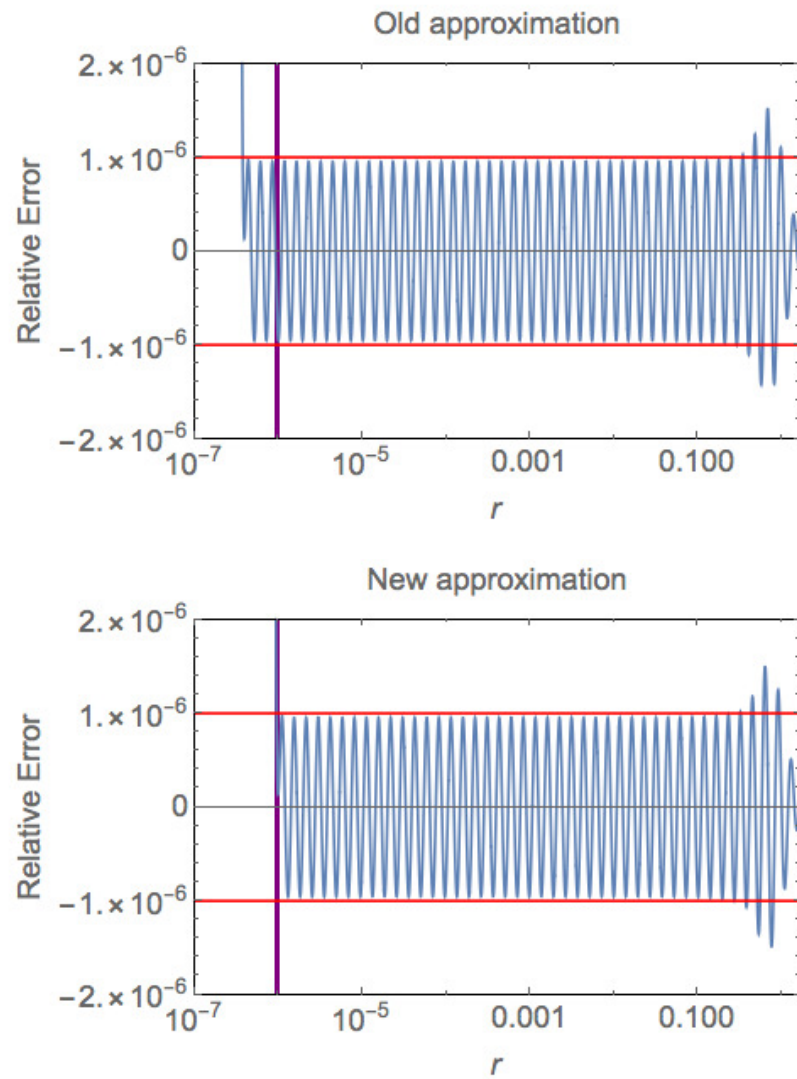 Old approximation
2.×10⁻⁶
1.×10⁻⁶
0
−1.×10⁻⁶
−2.×10⁻⁶
Relative Error
10⁻⁷ 10⁻⁵ 0.001 0.100
r
New approximation
2.×10⁻⁶
1.×10⁻⁶
0
−1.×10⁻⁶
−2.×10⁻⁶
Relative Error
10⁻⁷ 10⁻⁵ 0.001 0.100
r